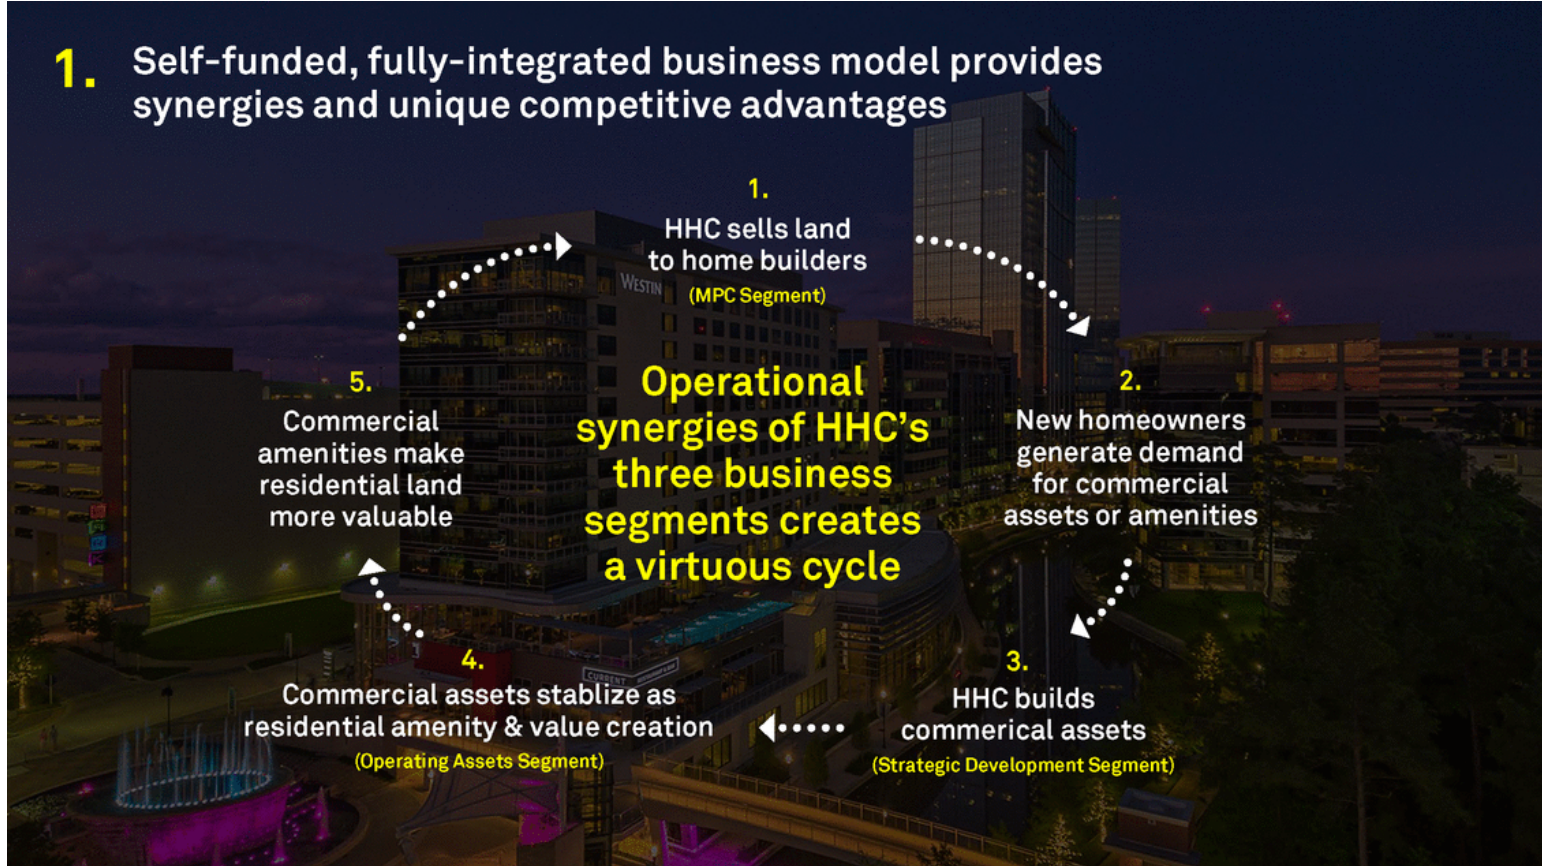 1.
Self-funded, fully-integrated business model provides
synergies and unique competitive advantages
1.
HHC sells land
to home builders
(MPC Segment)
2.
New homeowners
generate demand
for commercial
assets or amenities
3.
HHC builds
commerical assets
(Strategic Development Segment)
4.
Commercial assets stablize as
residential amenity & value creation
(Operating Assets Segment)
5.
Commercial
amenities make
residential land
more valuable
Operational
synergies of HHC's
three business
segments creates
a virtuous cycle
WESTIN
CURRENT